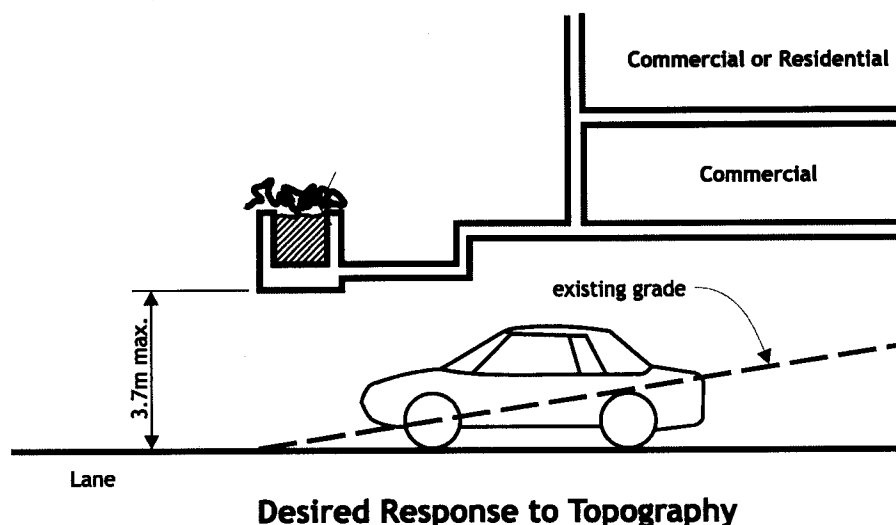 Commercial or Residential
Commercial
existing grade
3.7m max.
Lane
Desired Response to Topography